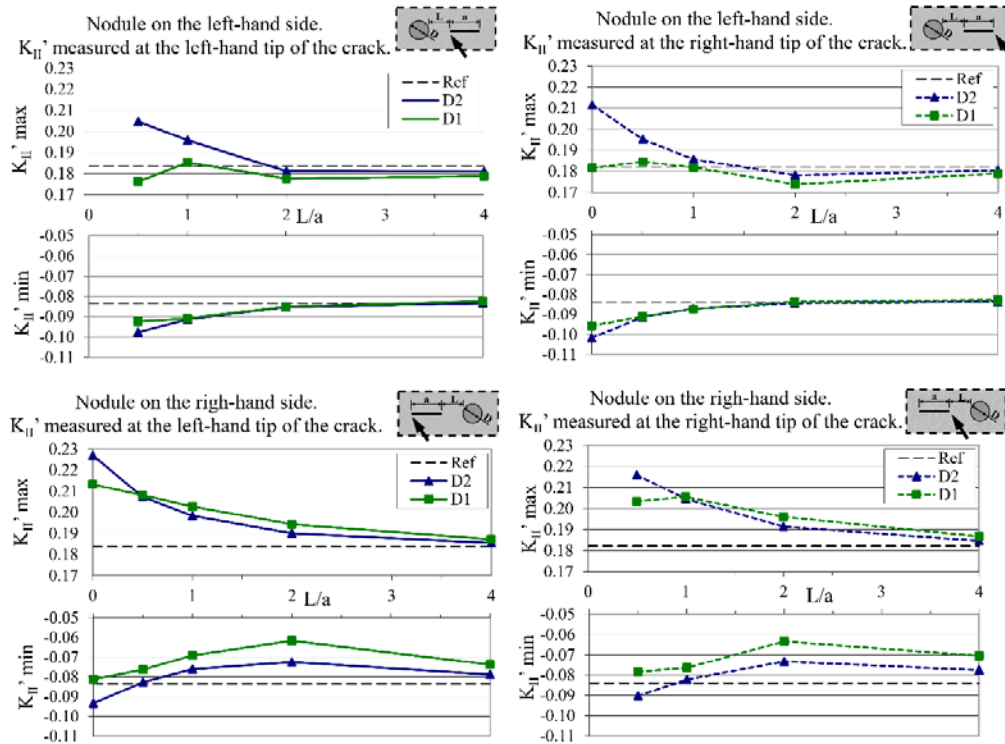 Nodule on the left-hand side.
K_II' measured at the left-hand tip of the crack.
L a
D
0.23
0.22
0.21
0.20
0.19
0.18
0.17
K_II' max
Ref
D2
D1
0 1 2 3 4
L/a
-0.05
-0.06
-0.07
-0.08
-0.09
-0.10
-0.11
K_II' min
Nodule on the left-hand side.
K_II' measured at the right-hand tip of the crack.
L a
D
0.23
0.22
0.21
0.20
0.19
0.18
0.17
K_II' max
Ref
D2
D1
0 1 2 3 4
L/a
-0.05
-0.06
-0.07
-0.08
-0.09
-0.10
-0.11
K_II' min
Nodule on the righ-hand side.
K_II' measured at the left-hand tip of the crack.
a L
D
0.23
0.22
0.21
0.20
0.19
0.18
0.17
K_II' max
Ref
D2
D1
0 1 2 3 4
L/a
-0.05
-0.06
-0.07
-0.08
-0.09
-0.10
-0.11
K_II' min
Nodule on the righ-hand side.
K_II' measured at the right-hand tip of the crack.
a L
D
0.23
0.22
0.21
0.20
0.19
0.18
0.17
K_II' max
Ref
D2
D1
0 1 2 3 4
L/a
-0.05
-0.06
-0.07
-0.08
-0.09
-0.10
-0.11
K_II' min